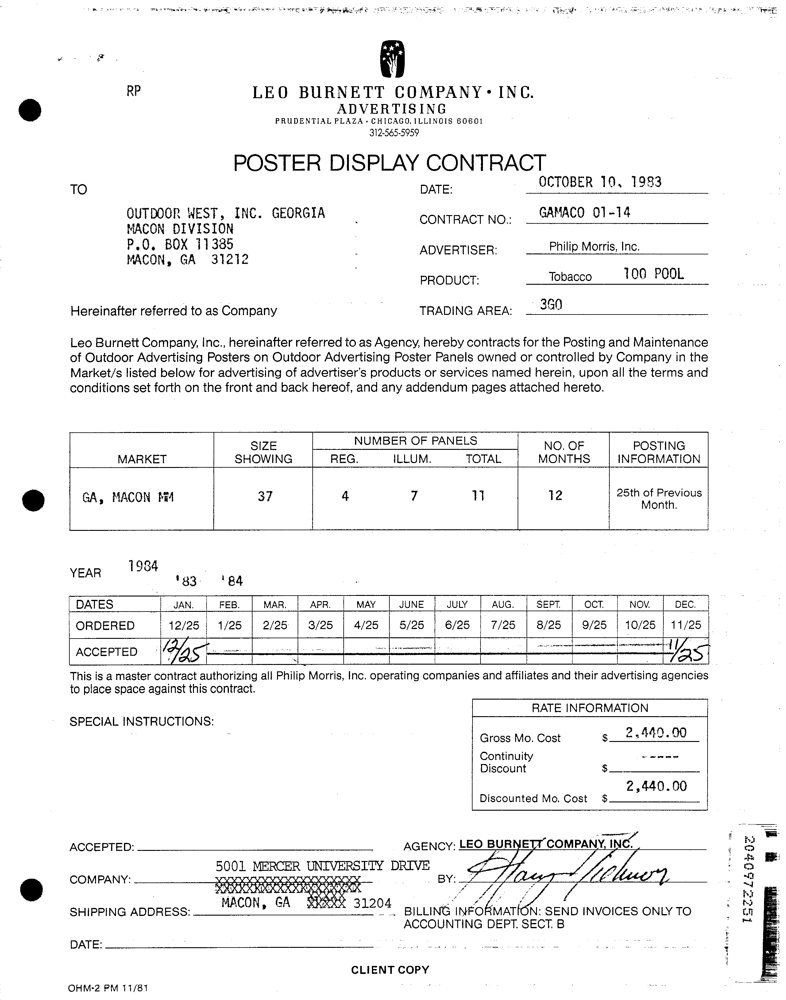 RP
LEO BURNETT COMPANY • INC.
ADVERTISING
PRUDENTIAL PLAZA • CHICAGO, ILLINOIS 60601
312-565-5959
POSTER DISPLAY CONTRACT
TO
DATE: OCTOBER 10, 1983
OUTDOOR WEST, INC. GEORGIA
MACON DIVISION
P.O. BOX 11385
MACON, GA 31212
CONTRACT NO.: GAMACO 01-14
ADVERTISER: Philip Morris, Inc.
PRODUCT: Tobacco 100 POOL
Hereinafter referred to as Company
TRADING AREA: 3GO
Leo Burnett Company, Inc., hereinafter referred to as Agency, hereby contracts for the Posting and Maintenance
of Outdoor Advertising Posters on Outdoor Advertising Poster Panels owned or controlled by Company in the
Market/s listed below for advertising of advertiser's products or services named herein, upon all the terms and
conditions set forth on the front and back hereof, and any addendum pages attached hereto.
MARKET SIZE SHOWING NUMBER OF PANELS REG. ILLUM. TOTAL NO. OF MONTHS POSTING INFORMATION
GA, MACON MM 37 4 7 11 12 25th of Previous Month.
YEAR 1984
'83 '84
DATES JAN. FEB. MAR. APR. MAY JUNE JULY AUG. SEPT. OCT. NOV. DEC.
ORDERED 12/25 1/25 2/25 3/25 4/25 5/25 6/25 7/25 8/25 9/25 10/25 11/25
ACCEPTED 12/25 11/25
This is a master contract authorizing all Philip Morris, Inc. operating companies and affiliates and their advertising agencies
to place space against this contract.
RATE INFORMATION
SPECIAL INSTRUCTIONS:
Gross Mo. Cost $ 2,440.00
Continuity
Discount $ -----
Discounted Mo. Cost $ 2,440.00
ACCEPTED:
AGENCY: LEO BURNETT COMPANY, INC.
5001 MERCER UNIVERSITY DRIVE
COMPANY:
BY:
SHIPPING ADDRESS: MACON, GA 31204
BILLING INFORMATION: SEND INVOICES ONLY TO
ACCOUNTING DEPT. SECT. B
DATE:
CLIENT COPY
OHM-2 PM 11/81
2040972251